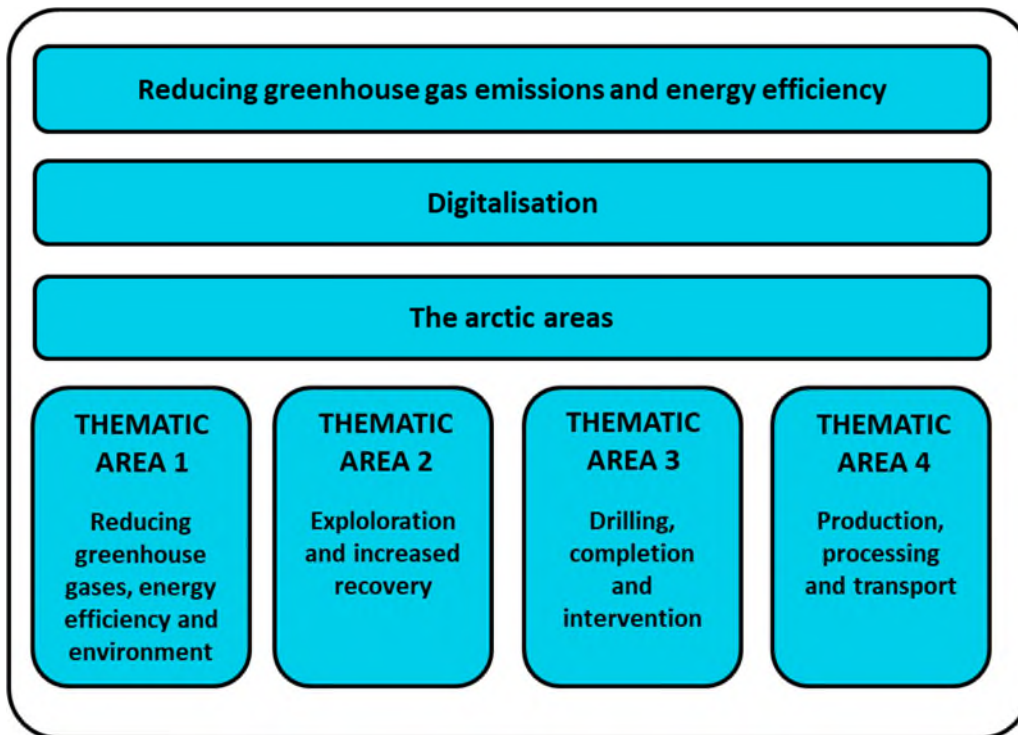 Reducing greenhouse gas emissions and energy efficiency
Digitalisation
The arctic areas
THEMATIC
AREA 1
Reducing
greenhouse
gases, energy
efficiency and
environment
THEMATIC
AREA 2
Exploloration
and increased
recovery
THEMATIC
AREA 3
Drilling,
completion
and
intervention
THEMATIC
AREA 4
Production,
processing
and transport